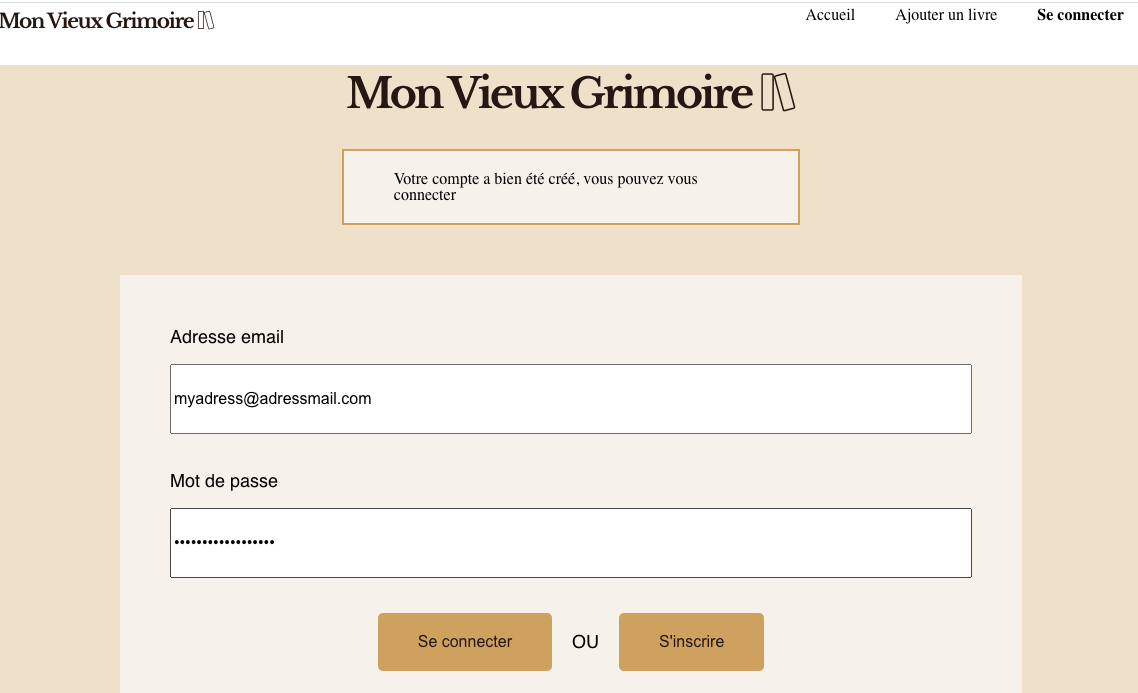 Mon Vieux Grimoire
Accueil Ajouter un livre Se connecter
Mon Vieux Grimoire
Votre compte a bien été créé, vous pouvez vous
connecter
Adresse email
myadress@adressmail.com
Mot de passe
•••••••••••••••••
Se connecter OU S'inscrire